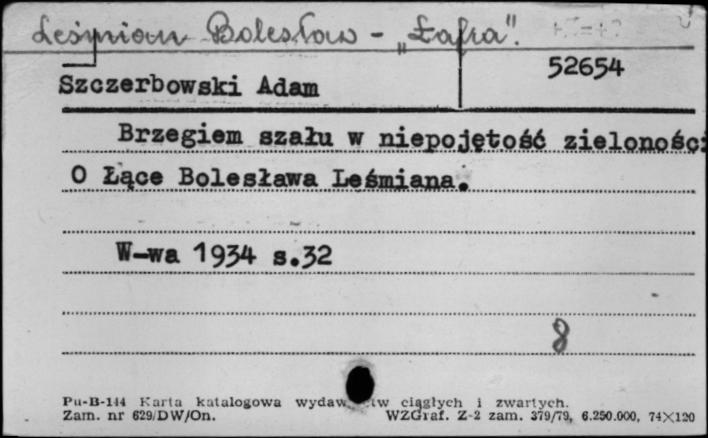 Leśmian Bolesław - „Łąka".
52654
Szczerbowski Adam
Brzegiem szału w niepojętość zieloności
O Łące Bolesława Leśmiana.
W-wa 1934 s.32
8
Pu-B-144 Karta katalogowa wydaw tw ciągłych i zwartych.
Zam. nr 629/DW/On. WZGraf. Z-2 zam. 379/79, 6.250.000, 74×120